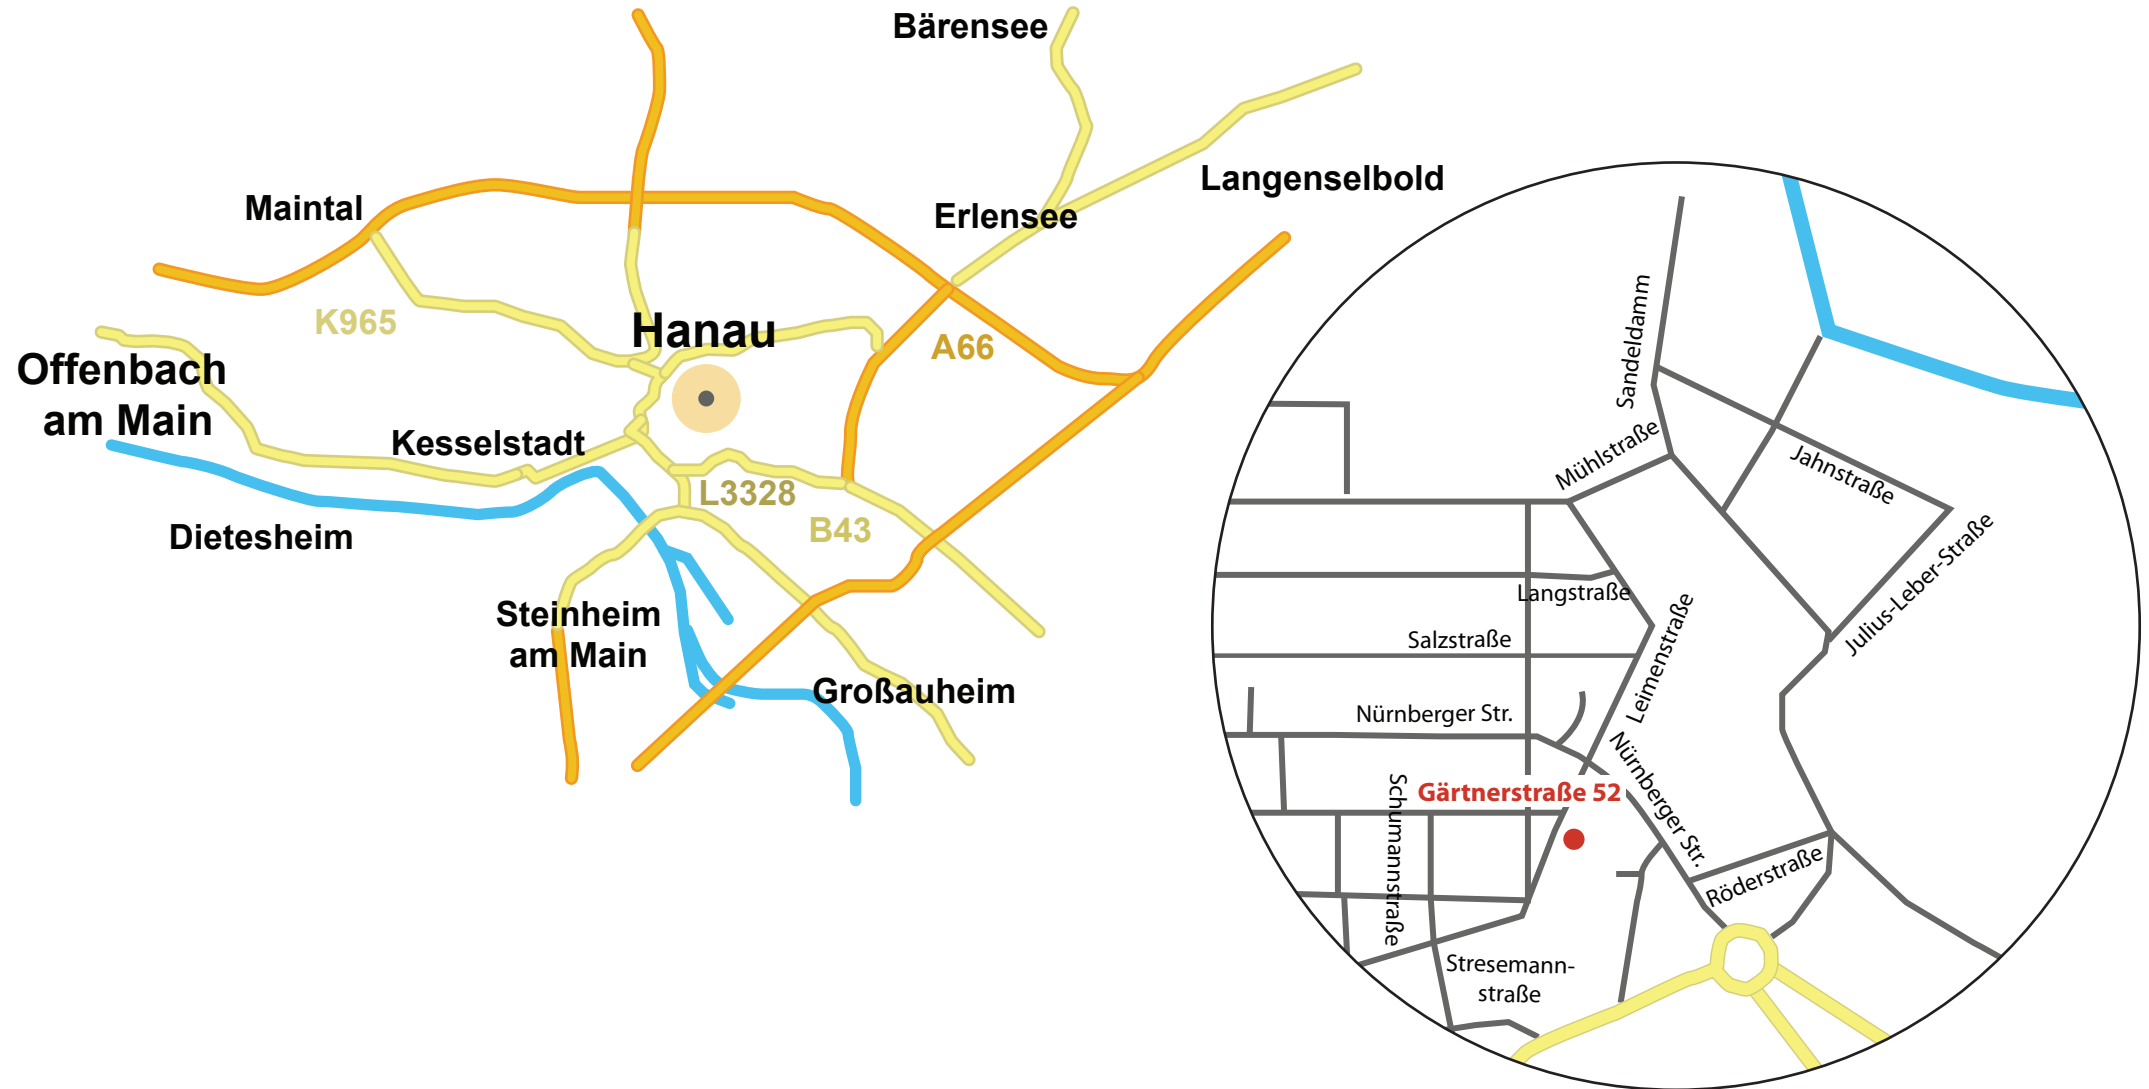 Bärensee
Langenselbold
Maintal
Erlensee
K965
Hanau
A66
Offenbach
am Main
Kesselstadt
L3328
B43
Dietesheim
Steinheim
am Main
Großauheim
Sandeldamm
Mühlstraße
Jahnstraße
Julius-Leber-Straße
Langstraße
Salzstraße
Leimenstraße
Nürnberger Str.
Nürnberger Str.
Gärtnerstraße 52
Schumannstraße
Röderstraße
Stresemann-
straße